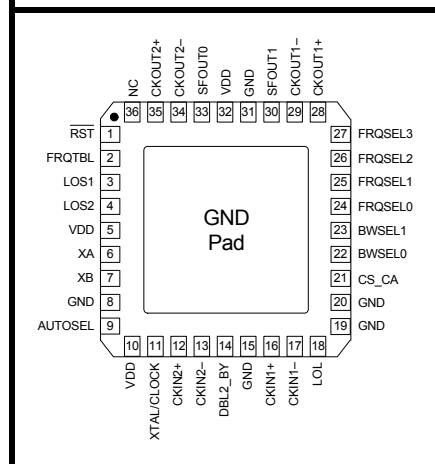 NC
CKOUT2+
CKOUT2–
SFOUT0
VDD
GND
SFOUT1
CKOUT1–
CKOUT1+
36 35 34 33 32 31 30 29 28
RST 1
FRQTBL 2
LOS1 3
LOS2 4
VDD 5
XA 6
XB 7
GND 8
AUTOSEL 9
GND
Pad
27 FRQSEL3
26 FRQSEL2
25 FRQSEL1
24 FRQSEL0
23 BWSEL1
22 BWSEL0
21 CS_CA
20 GND
19 GND
10 11 12 13 14 15 16 17 18
VDD
XTAL/CLOCK
CKIN2+
CKIN2–
DBL2_BY
GND
CKIN1+
CKIN1–
LOL